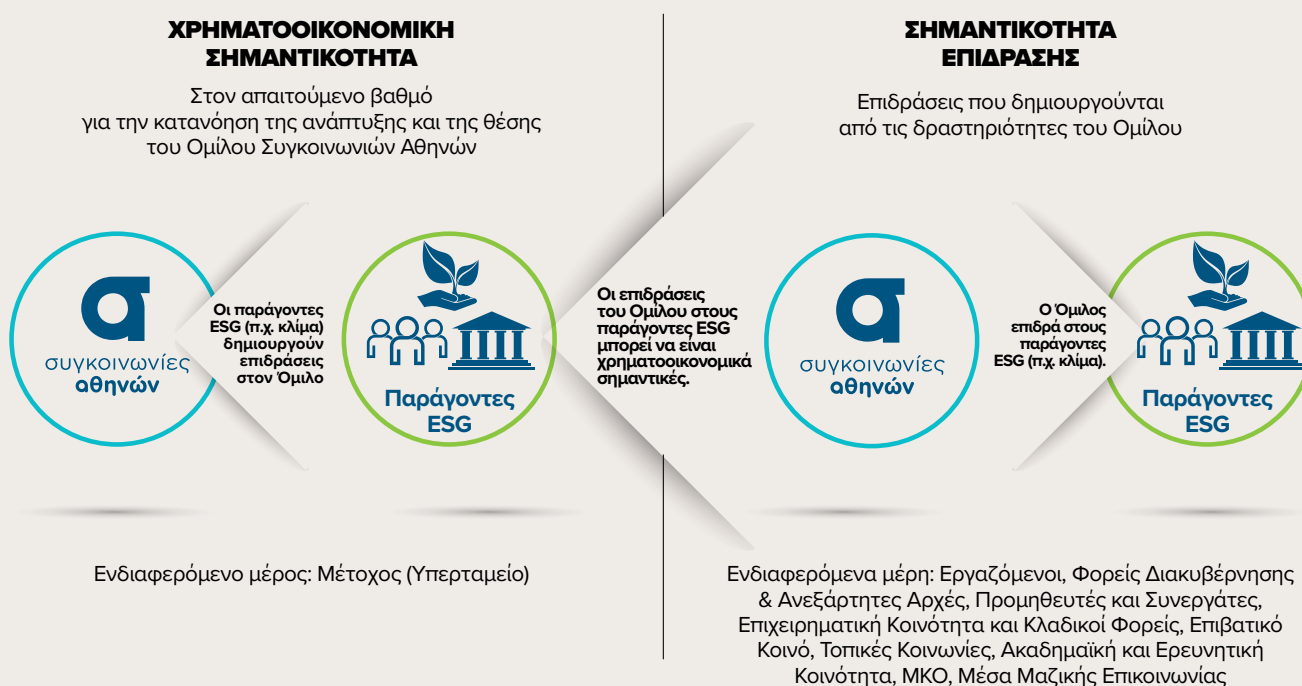 ΧΡΗΜΑΤΟΟΙΚΟΝΟΜΙΚΗ
ΣΗΜΑΝΤΙΚΟΤΗΤΑ
Στον απαιτούμενο βαθμό
για την κατανόηση της ανάπτυξης και της θέσης
του Ομίλου Συγκοινωνιών Αθηνών
συγκοινωνίες
αθηνών
Οι παράγοντες
ESG (π.χ. κλίμα)
δημιουργούν
επιδράσεις
στον Όμιλο
Παράγοντες
ESG
Οι επιδράσεις
του Ομίλου στους
παράγοντες ESG
μπορεί να είναι
χρηματοοικονομικά
σημαντικές.
Ενδιαφερόμενο μέρος: Μέτοχος (Υπερταμείο)
ΣΗΜΑΝΤΙΚΟΤΗΤΑ
ΕΠΙΔΡΑΣΗΣ
Επιδράσεις που δημιουργούνται
από τις δραστηριότητες του Ομίλου
συγκοινωνίες
αθηνών
Ο Όμιλος
επιδρά στους
παράγοντες
ESG (π.χ. κλίμα).
Παράγοντες
ESG
Ενδιαφερόμενα μέρη: Εργαζόμενοι, Φορείς Διακυβέρνησης
& Ανεξάρτητες Αρχές, Προμηθευτές και Συνεργάτες,
Επιχειρηματική Κοινότητα και Κλαδικοί Φορείς, Επιβατικό
Κοινό, Τοπικές Κοινωνίες, Ακαδημαϊκή και Ερευνητική
Κοινότητα, ΜΚΟ, Μέσα Μαζικής Επικοινωνίας